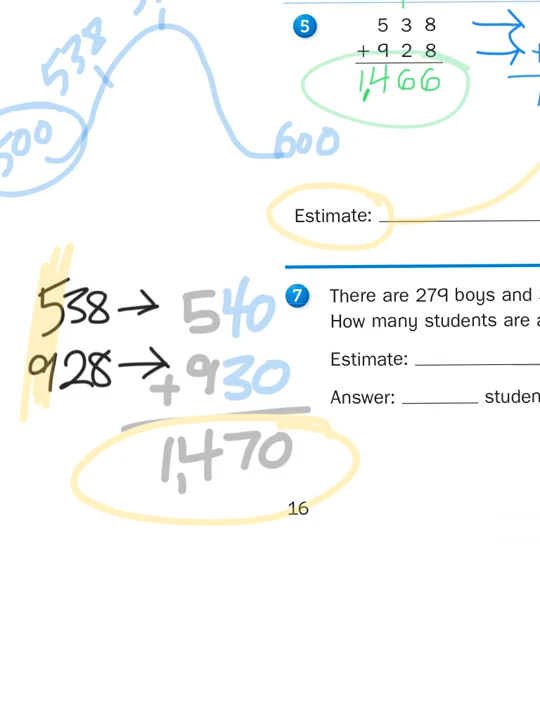 538
500
600
5
5 3 8
+ 9 2 8
1,466
Estimate:
538 → 540
928 → + 930
1,470
7 There are 279 boys and
How many students are a
Estimate:
Answer: studen
16